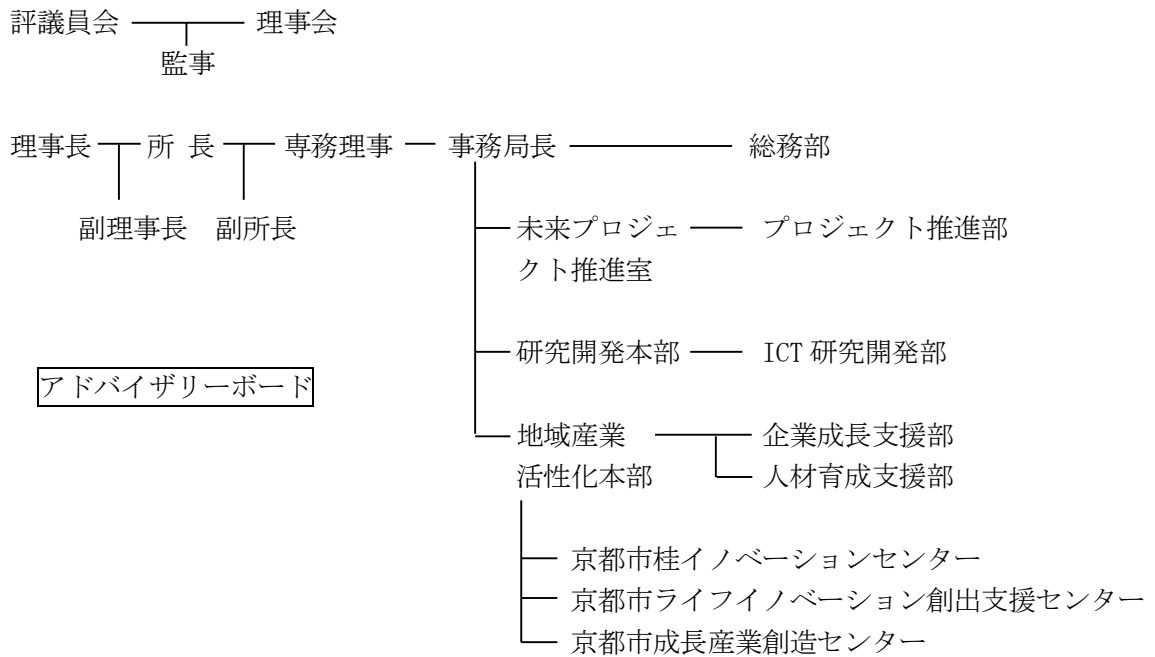 評議員会 理事会
監事
理事長 所 長 専務理事 事務局長 総務部
副理事長 副所長
未来プロジェ プロジェクト推進部
クト推進室
研究開発本部 ICT 研究開発部
アドバイザリーボード
地域産業 企業成長支援部
活性化本部 人材育成支援部
京都市桂イノベーションセンター
京都市ライフイノベーション創出支援センター
京都市成長産業創造センター